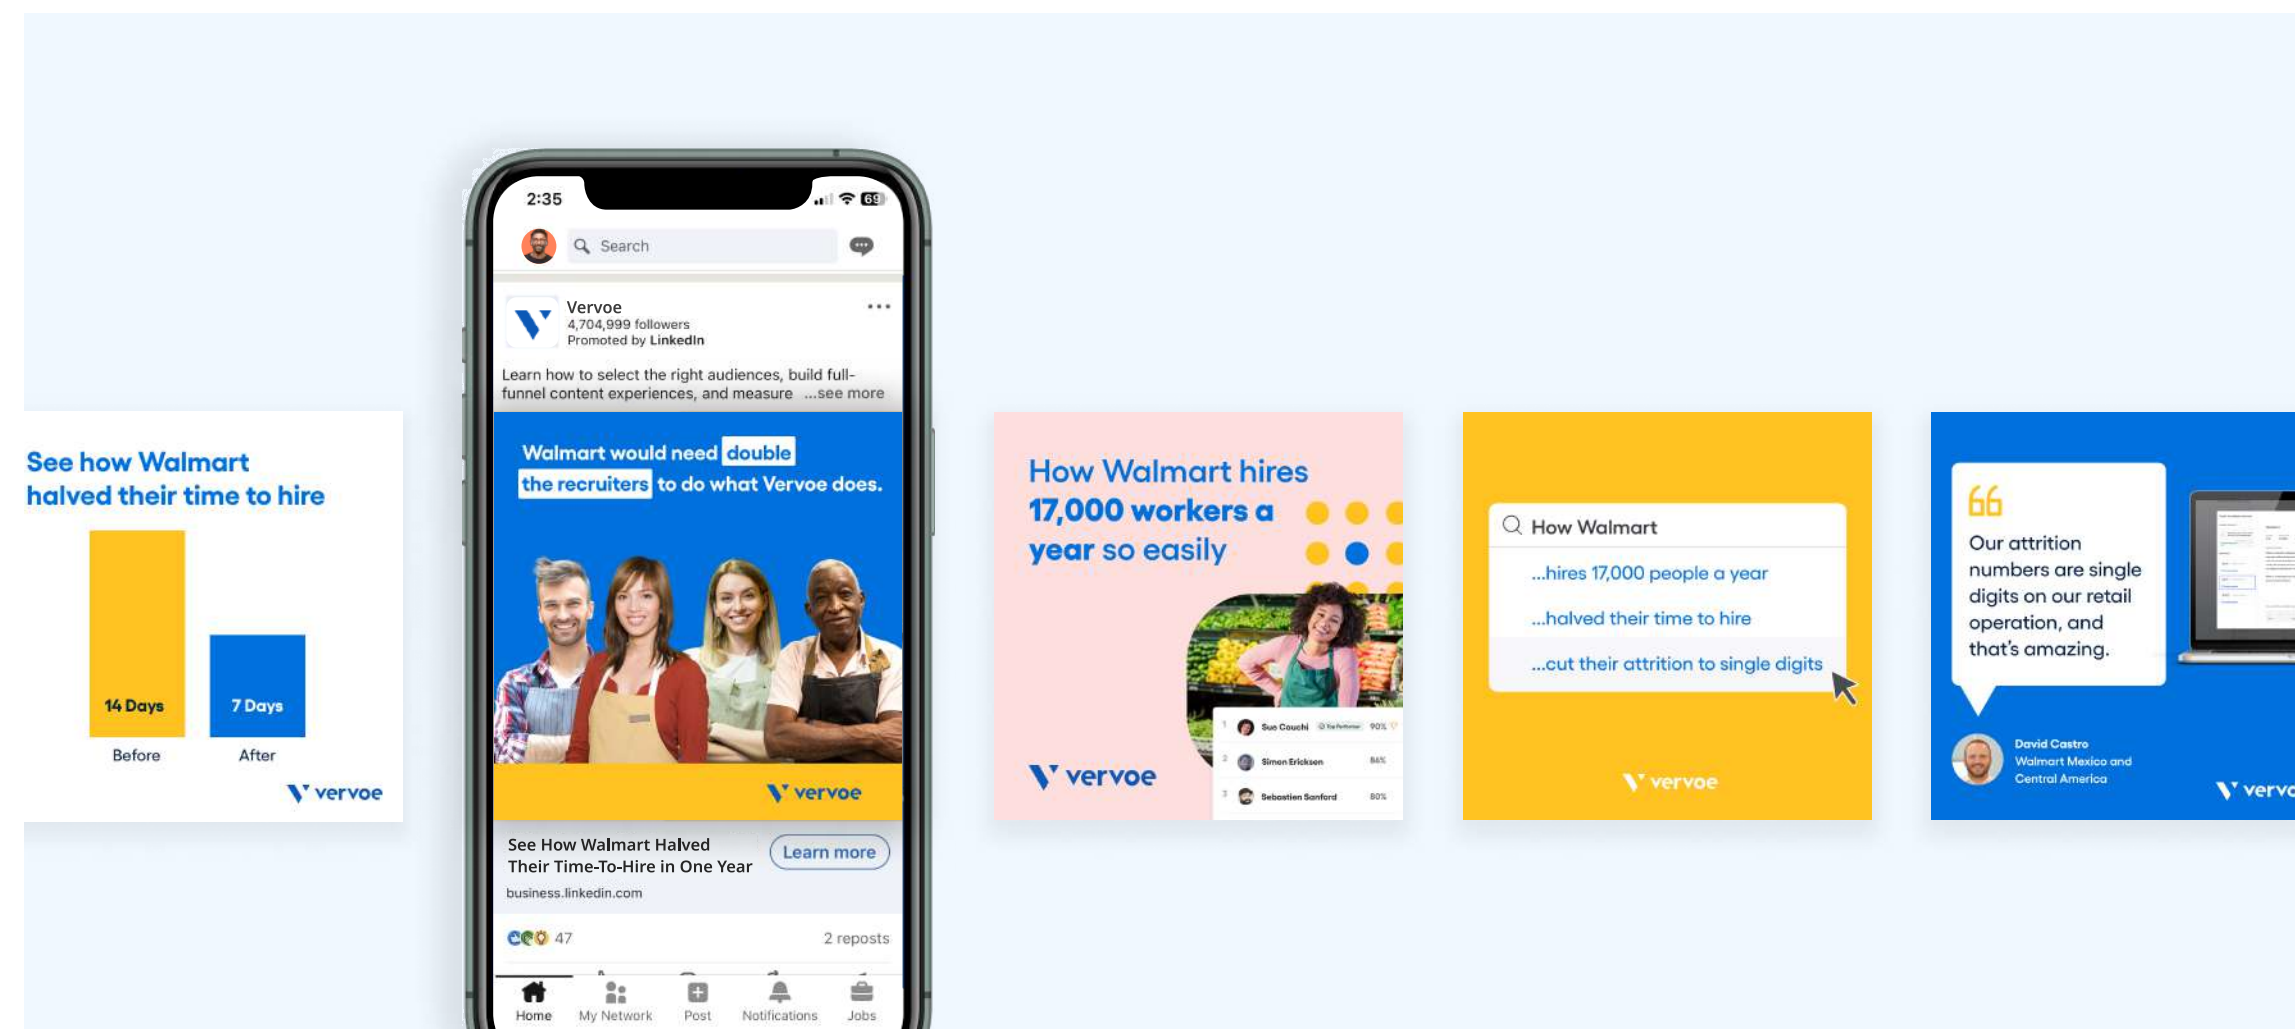 See how Walmart
halved their time to hire
14 Days
7 Days
Before
After
vervoe
2:35
69
Search
Vervoe
4,704,999 followers
Promoted by LinkedIn
Learn how to select the right audiences, build full-
funnel content experiences, and measure ...see more
Walmart would need double
the recruiters to do what Vervoe does.
vervoe
See How Walmart Halved
Their Time-To-Hire in One Year
Learn more
business.linkedin.com
47
2 reposts
Home
My Network
Post
Notifications
Jobs
How Walmart hires
17,000 workers a
year so easily
1 Sue Couchi Top Performer 90%
2 Simon Ericksen 86%
3 Sebastien Sanford 80%
vervoe
How Walmart
...hires 17,000 people a year
...halved their time to hire
...cut their attrition to single digits
vervoe
Our attrition
numbers are single
digits on our retail
operation, and
that's amazing.
David Castro
Walmart Mexico and
Central America